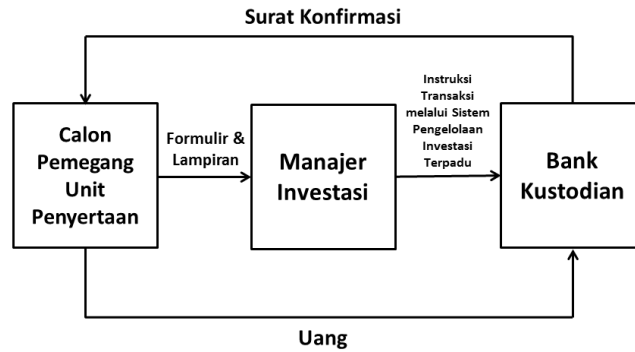 Surat Konfirmasi
Calon
Pemegang
Unit
Penyertaan
Formulir &
Lampiran
Manajer
Investasi
Instruksi
Transaksi
melalui Sistem
Pengelolaan
Investasi
Terpadu
Bank
Kustodian
Uang